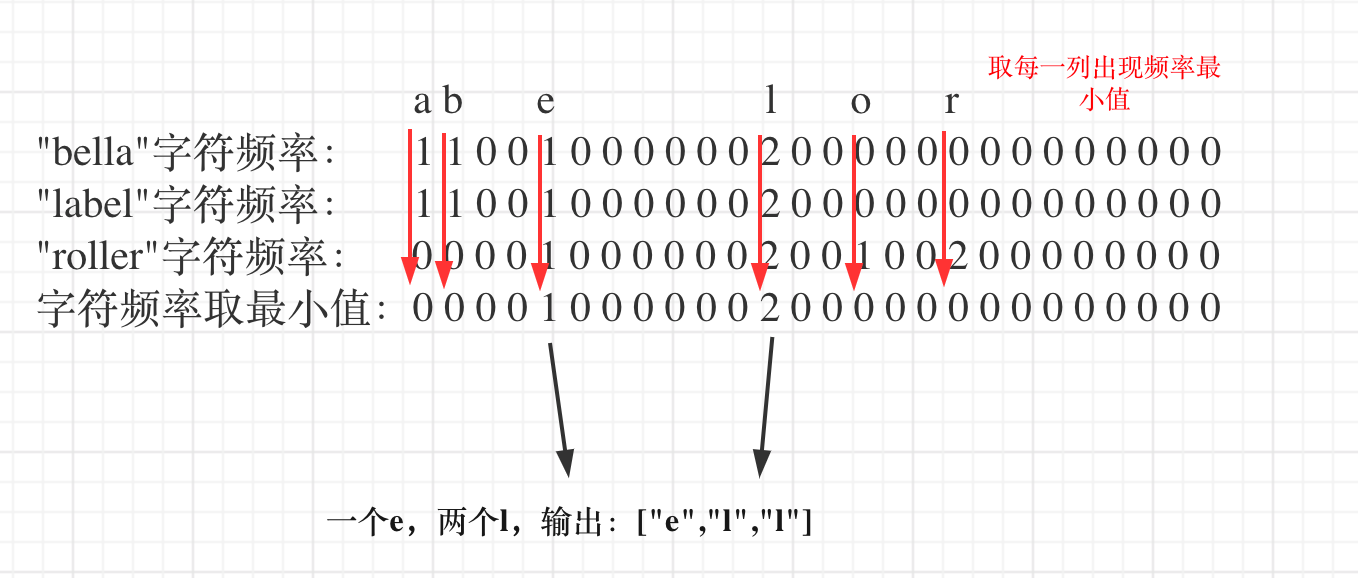 取每一列出现频率最
小值
a b e l o r
"bella"字符频率: 1 1 0 0 1 0 0 0 0 0 0 2 0 0 0 0 0 0 0 0 0 0 0 0 0 0
"label"字符频率: 1 1 0 0 1 0 0 0 0 0 0 2 0 0 0 0 0 0 0 0 0 0 0 0 0 0
"roller"字符频率: 0 0 0 0 1 0 0 0 0 0 0 2 0 0 1 0 0 2 0 0 0 0 0 0 0 0
字符频率取最小值: 0 0 0 0 1 0 0 0 0 0 0 2 0 0 0 0 0 0 0 0 0 0 0 0 0 0
一个e，两个l，输出：["e","l","l"]